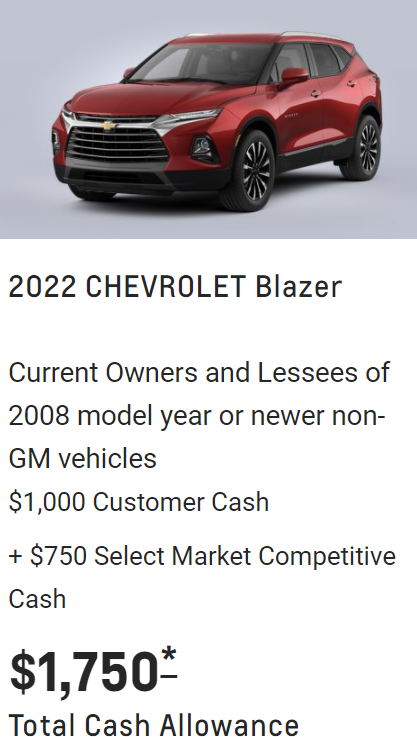 2022 CHEVROLET Blazer
Current Owners and Lessees of
2008 model year or newer non-
GM vehicles
$1,000 Customer Cash
+ $750 Select Market Competitive
Cash
$1,750*
Total Cash Allowance